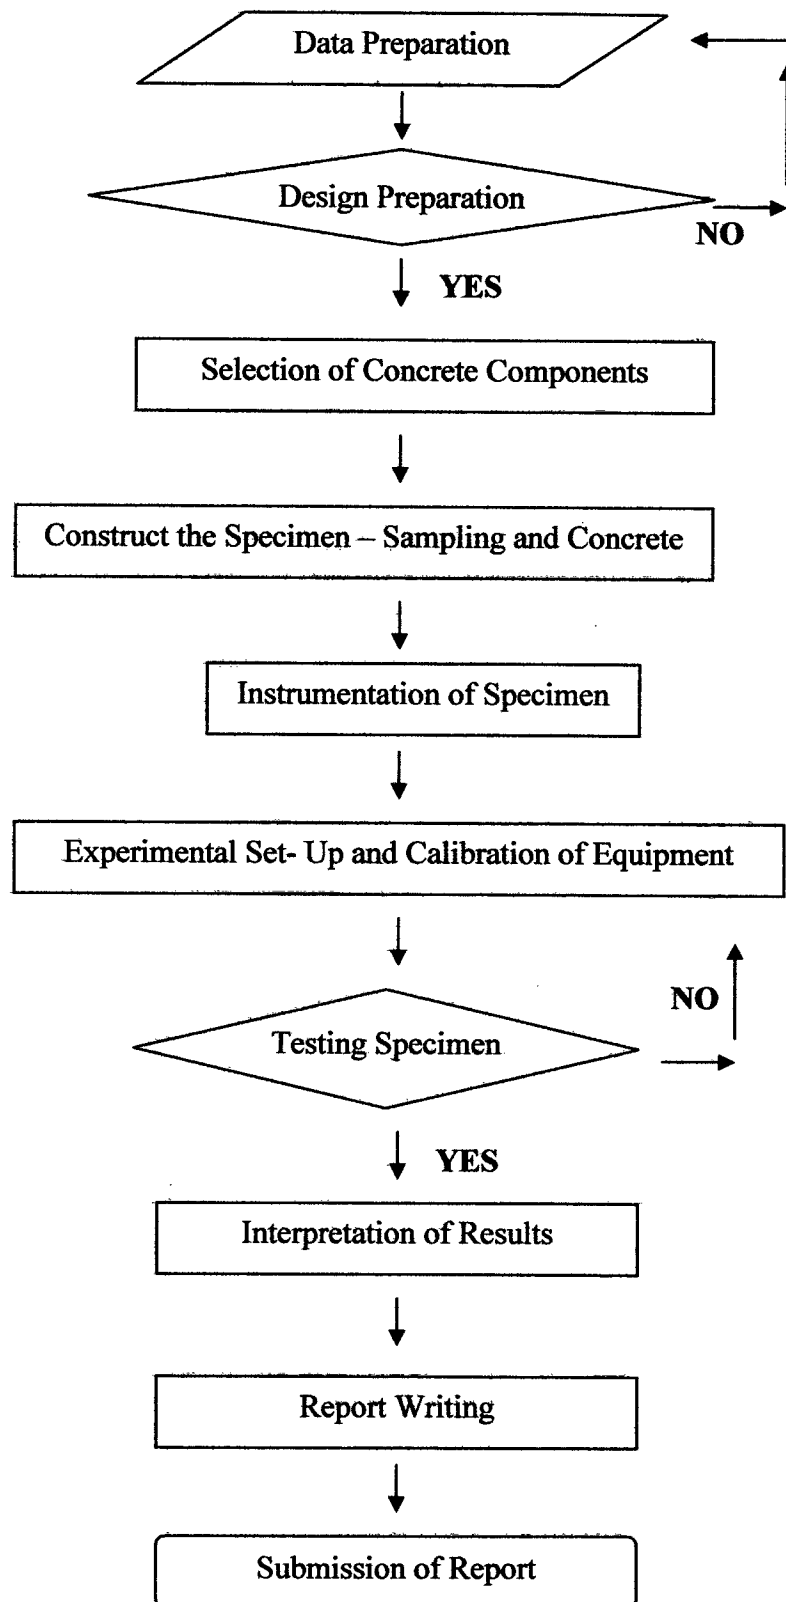 Data Preparation
Design Preparation
NO
YES
Selection of Concrete Components
Construct the Specimen – Sampling and Concrete
Instrumentation of Specimen
Experimental Set- Up and Calibration of Equipment
NO
Testing Specimen
YES
Interpretation of Results
Report Writing
Submission of Report